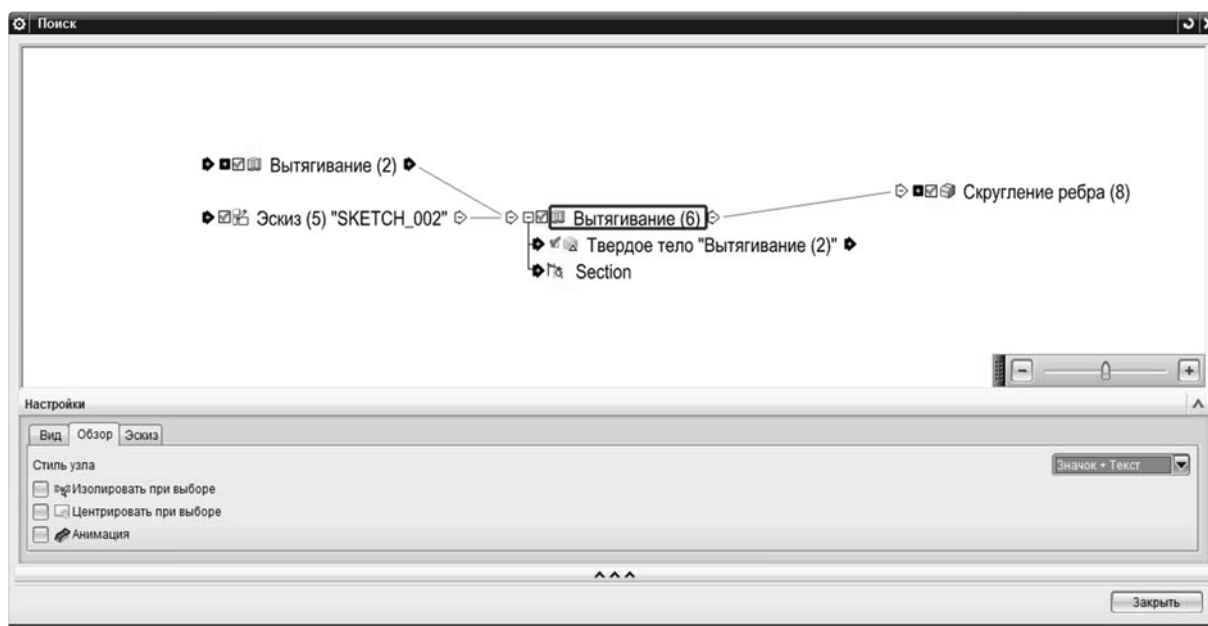 Поиск
Вытягивание (2)
Скругление ребра (8)
Эскиз (5) "SKETCH_002"
Вытягивание (6)
Твердое тело "Вытягивание (2)"
Section
Настройки
Вид Обзор Эскиз
Стиль узла
Значок + Текст
Изолировать при выборе
Центрировать при выборе
Анимация
Закрыть